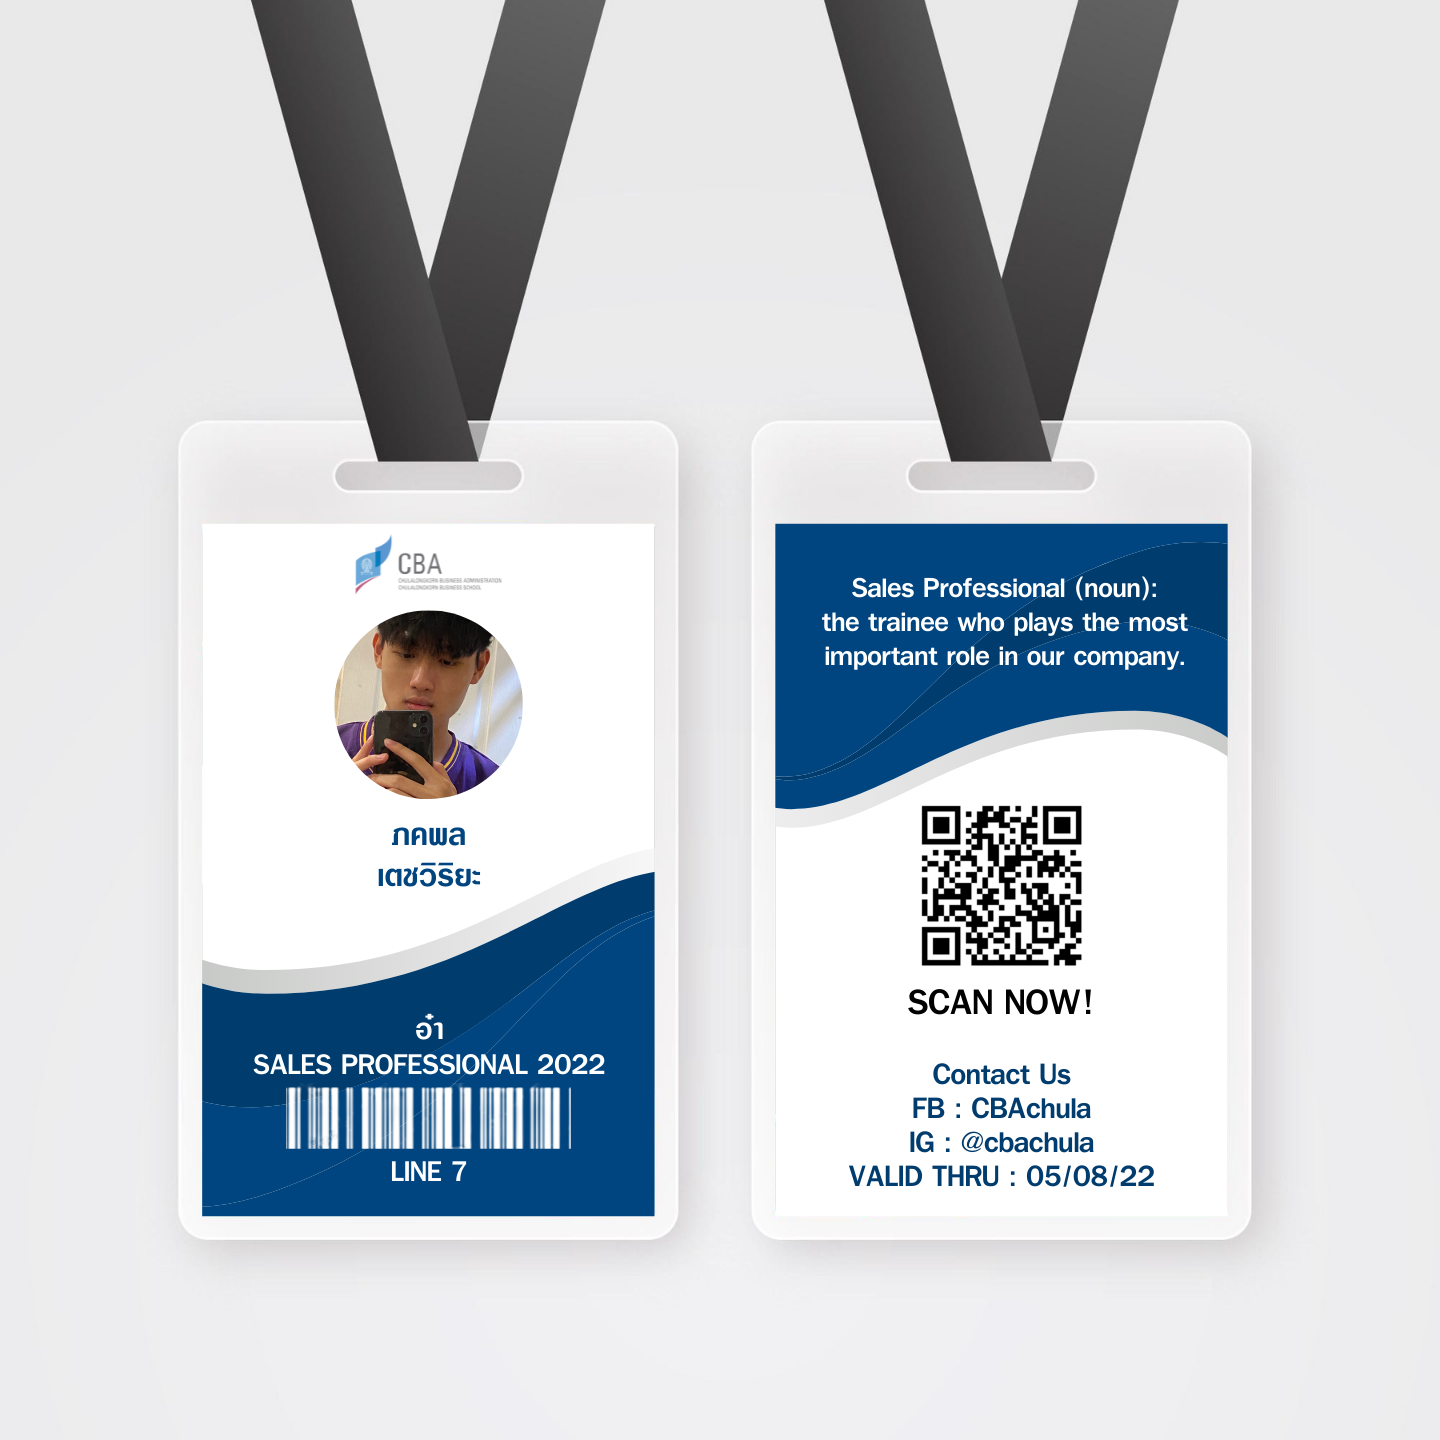 CBA
CHULALONGKORN BUSINESS ADMINISTRATION
CHULALONGKORN BUSINESS SCHOOL
ภคพล
เตชวิริยะ
อ๋า
SALES PROFESSIONAL 2022
LINE 7
Sales Professional (noun):
the trainee who plays the most
important role in our company.
SCAN NOW!
Contact Us
FB : CBAchula
IG : @cbachula
VALID THRU : 05/08/22